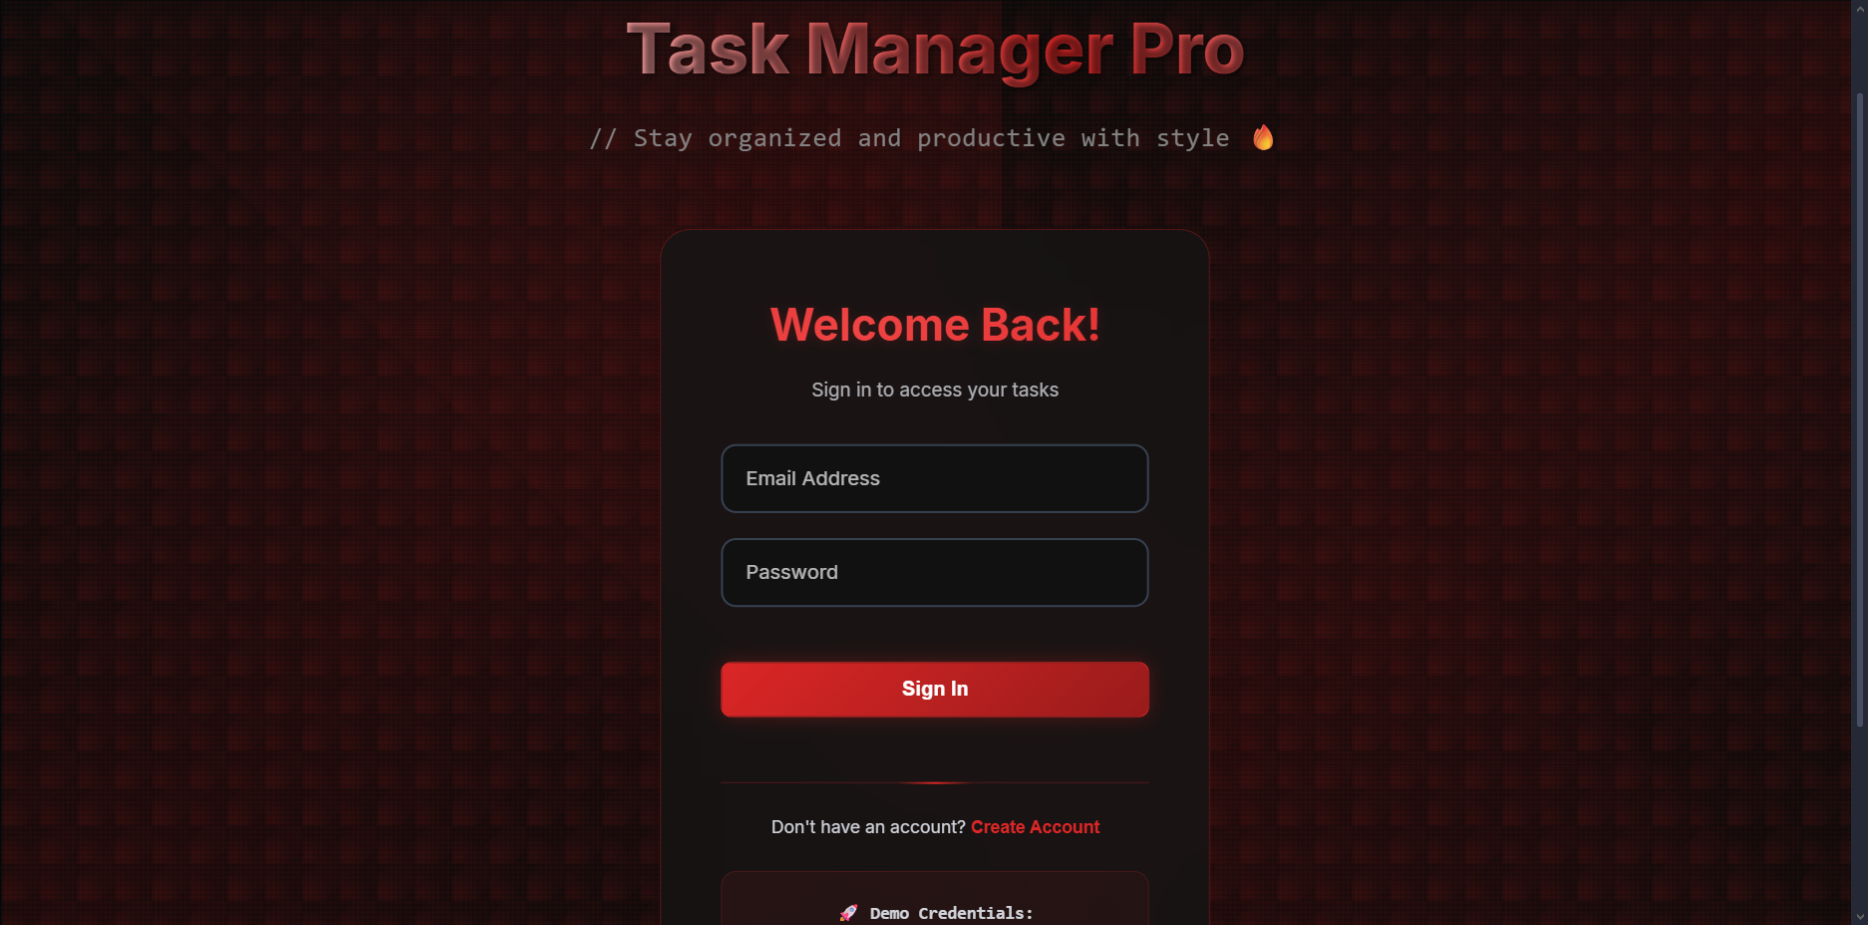 Task Manager Pro
// Stay organized and productive with style 🔥
Welcome Back!
Sign in to access your tasks
Email Address
Password
Sign In
Don't have an account? Create Account
🚀 Demo Credentials: